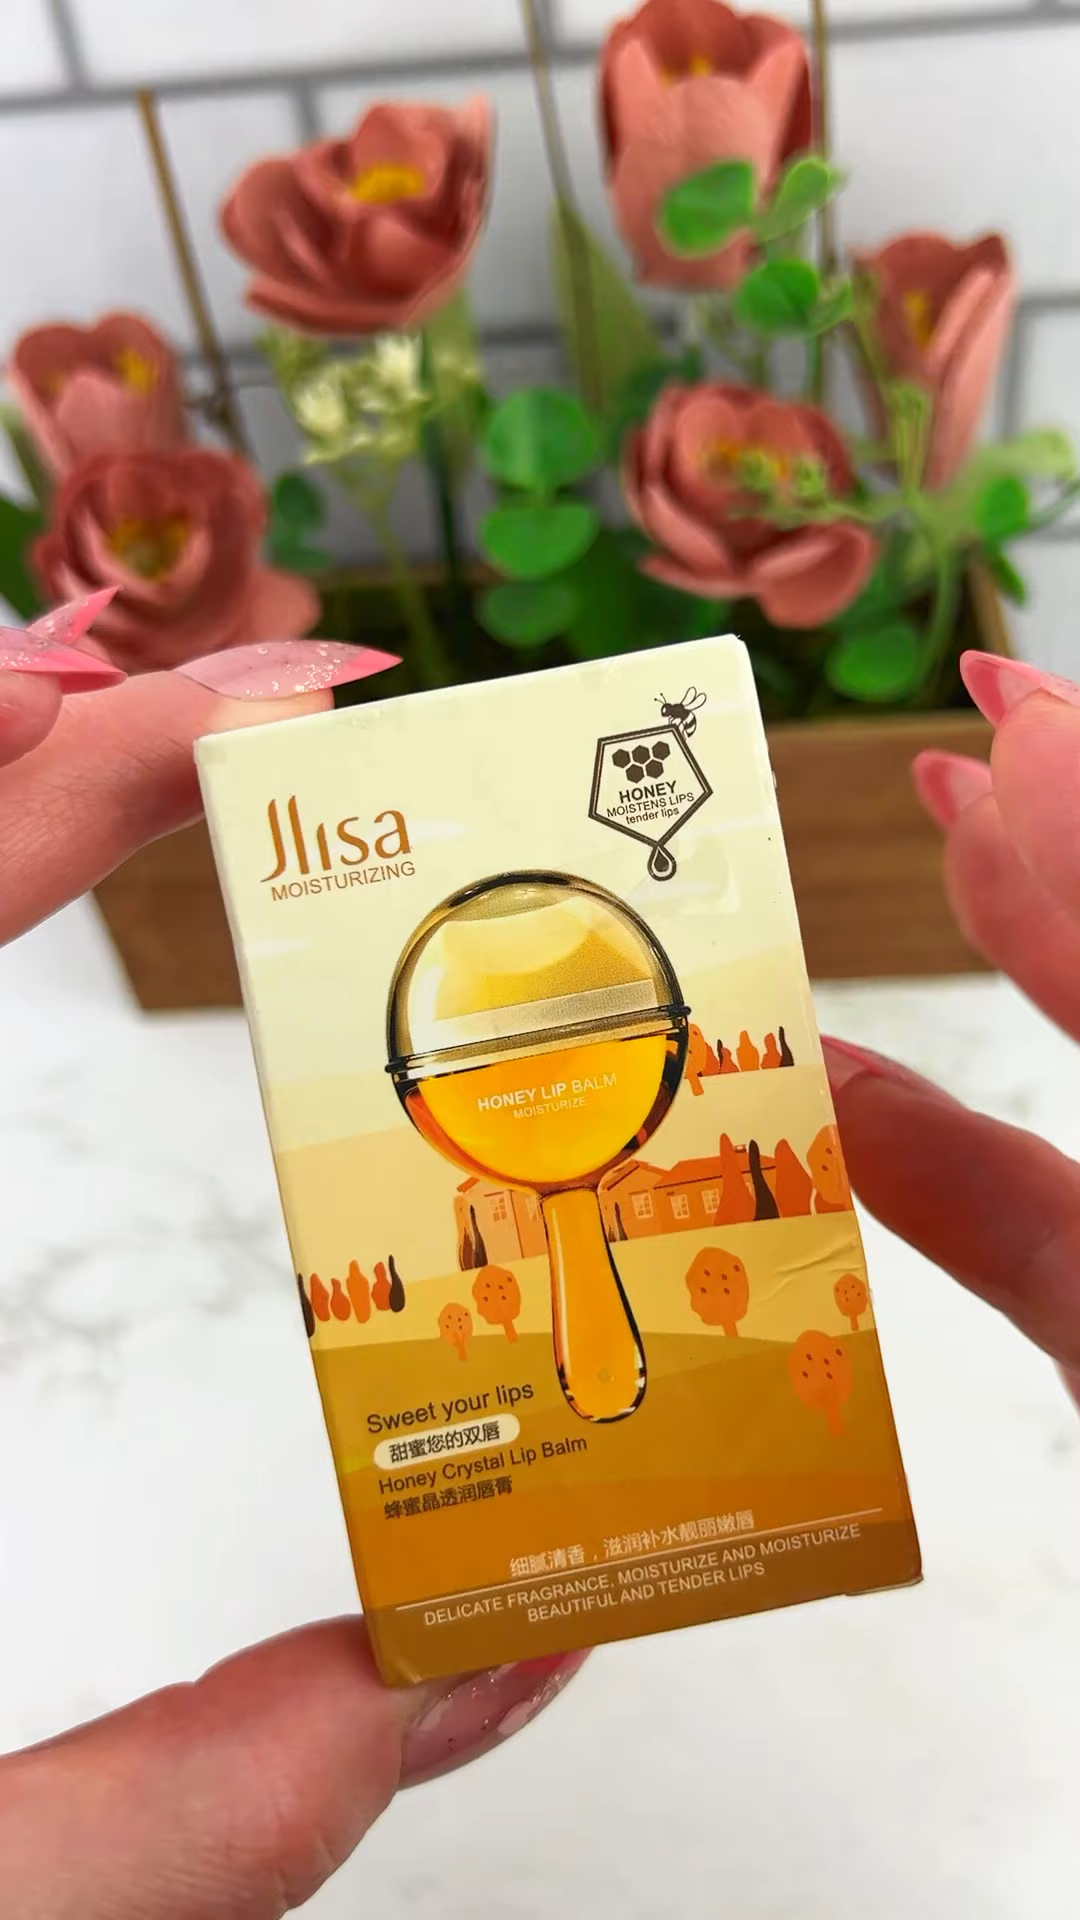 HONEY
MOISTENS LIPS
tender lips
Jlisa
MOISTURIZING
HONEY LIP BALM
MOISTURIZE
Sweet your lips
甜蜜您的双唇
Honey Crystal Lip Balm
蜂蜜晶透润唇膏
细腻清香，滋润补水靓丽嫩唇
DELICATE FRAGRANCE, MOISTURIZE AND MOISTURIZE
BEAUTIFUL AND TENDER LIPS